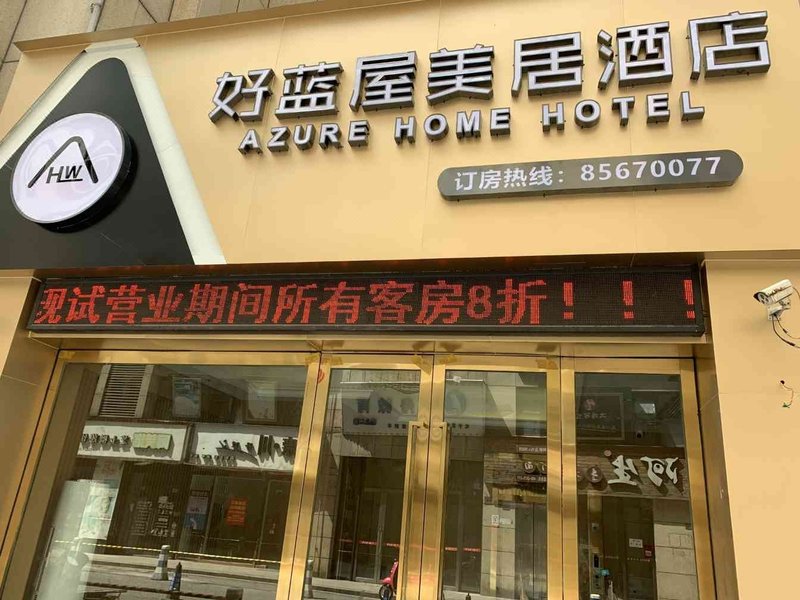 好蓝屋美居酒店
AZURE HOME HOTEL
HW
订房热线：85670077
现试营业期间所有客房8折！！！